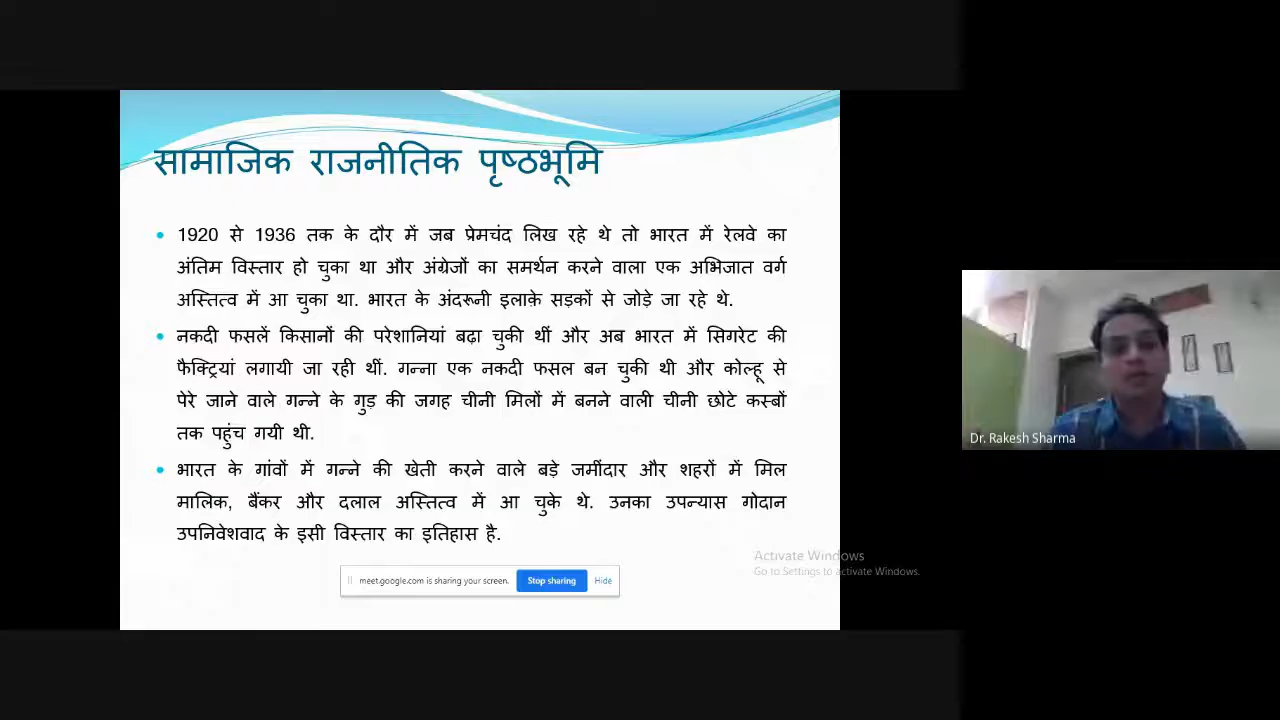 सामाजिक राजनीतिक पृष्ठभूमि
• 1920 से 1936 तक के दौर में जब प्रेमचंद लिख रहे थे तो भारत में रेलवे का
अंतिम विस्तार हो चुका था और अंग्रेजों का समर्थन करने वाला एक अभिजात वर्ग
अस्तित्व में आ चुका था. भारत के अंदरूनी इलाके सड़कों से जोड़े जा रहे थे.
• नकदी फसलें किसानों की परेशानियां बढ़ा चुकी थीं और अब भारत में सिगरेट की
फैक्ट्रियां लगायी जा रही थीं. गन्ना एक नकदी फसल बन चुकी थी और कोल्हू से
पेरे जाने वाले गन्ने के गुड़ की जगह चीनी मिलों में बनने वाली चीनी छोटे कस्बों
तक पहुंच गयी थी.
• भारत के गांवों में गन्ने की खेती करने वाले बड़े जमींदार और शहरों में मिल
मालिक, बैंकर और दलाल अस्तित्व में आ चुके थे. उनका उपन्यास गोदान
उपनिवेशवाद के इसी विस्तार का इतिहास है.
meet.google.com is sharing your screen. Stop sharing Hide
Activate Windows
Go to Settings to activate Windows.
Dr. Rakesh Sharma